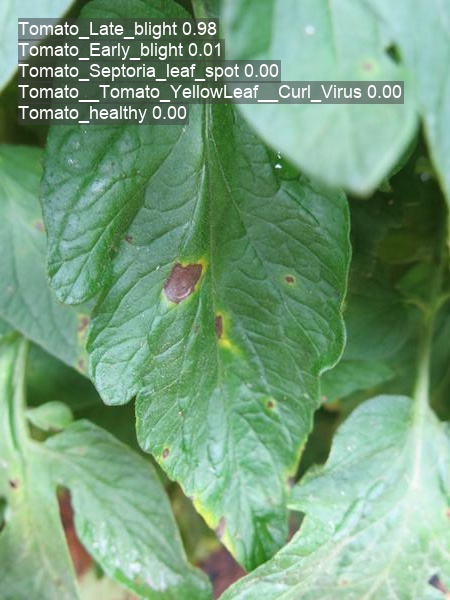 Tomato_Late_blight 0.98
Tomato_Early_blight 0.01
Tomato_Septoria_leaf_spot 0.00
Tomato__Tomato_YellowLeaf__Curl_Virus 0.00
Tomato_healthy 0.00